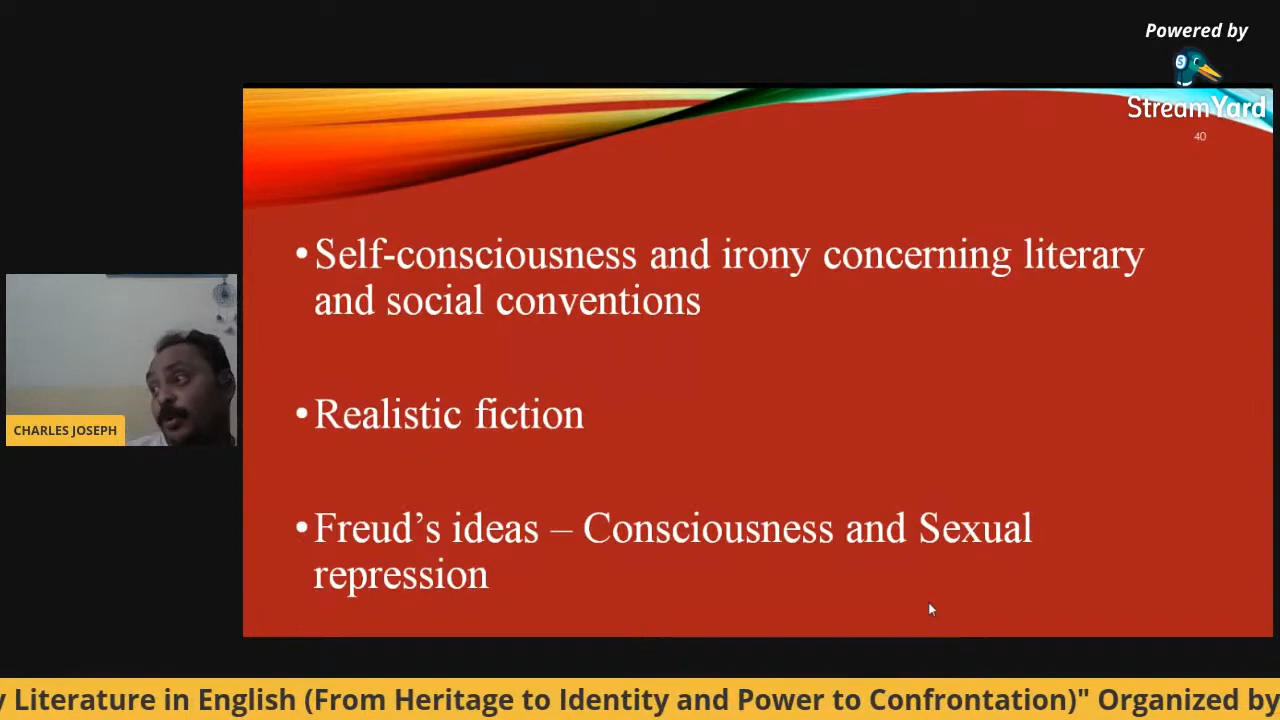 Powered by
StreamYard
40
• Self-consciousness and irony concerning literary
and social conventions
• Realistic fiction
• Freud’s ideas – Consciousness and Sexual
repression
CHARLES JOSEPH
Literature in English (From Heritage to Identity and Power to Confrontation)" Organized by